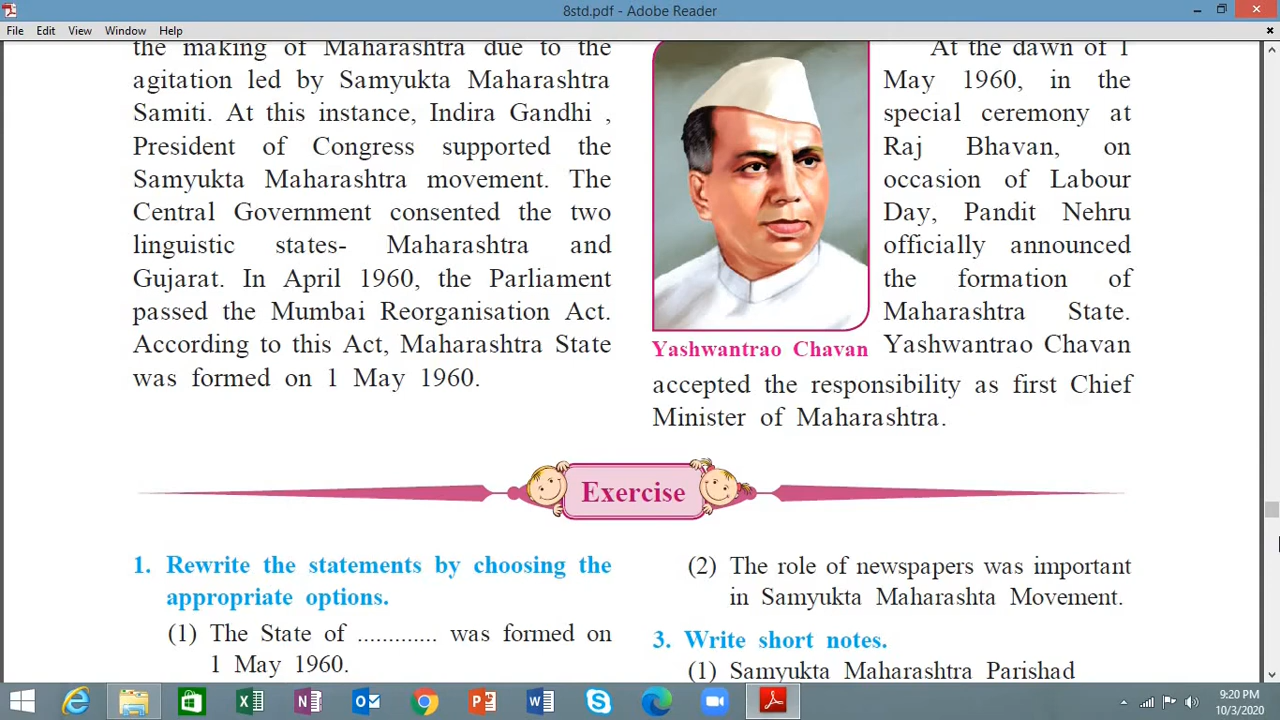 8std.pdf - Adobe Reader
File Edit View Window Help
the making of Maharashtra due to the
agitation led by Samyukta Maharashtra
Samiti. At this instance, Indira Gandhi ,
President of Congress supported the
Samyukta Maharashtra movement. The
Central Government consented the two
linguistic states- Maharashtra and
Gujarat. In April 1960, the Parliament
passed the Mumbai Reorganisation Act.
According to this Act, Maharashtra State
was formed on 1 May 1960.
Yashwantrao Chavan
At the dawn of 1
May 1960, in the
special ceremony at
Raj Bhavan, on
occasion of Labour
Day, Pandit Nehru
officially announced
the formation of
Maharashtra State.
Yashwantrao Chavan
accepted the responsibility as first Chief
Minister of Maharashtra.
Exercise
1. Rewrite the statements by choosing the
appropriate options.
(1) The State of ............. was formed on
1 May 1960.
(2) The role of newspapers was important
in Samyukta Maharashta Movement.
3. Write short notes.
(1) Samyukta Maharashtra Parishad
9:20 PM
10/3/2020